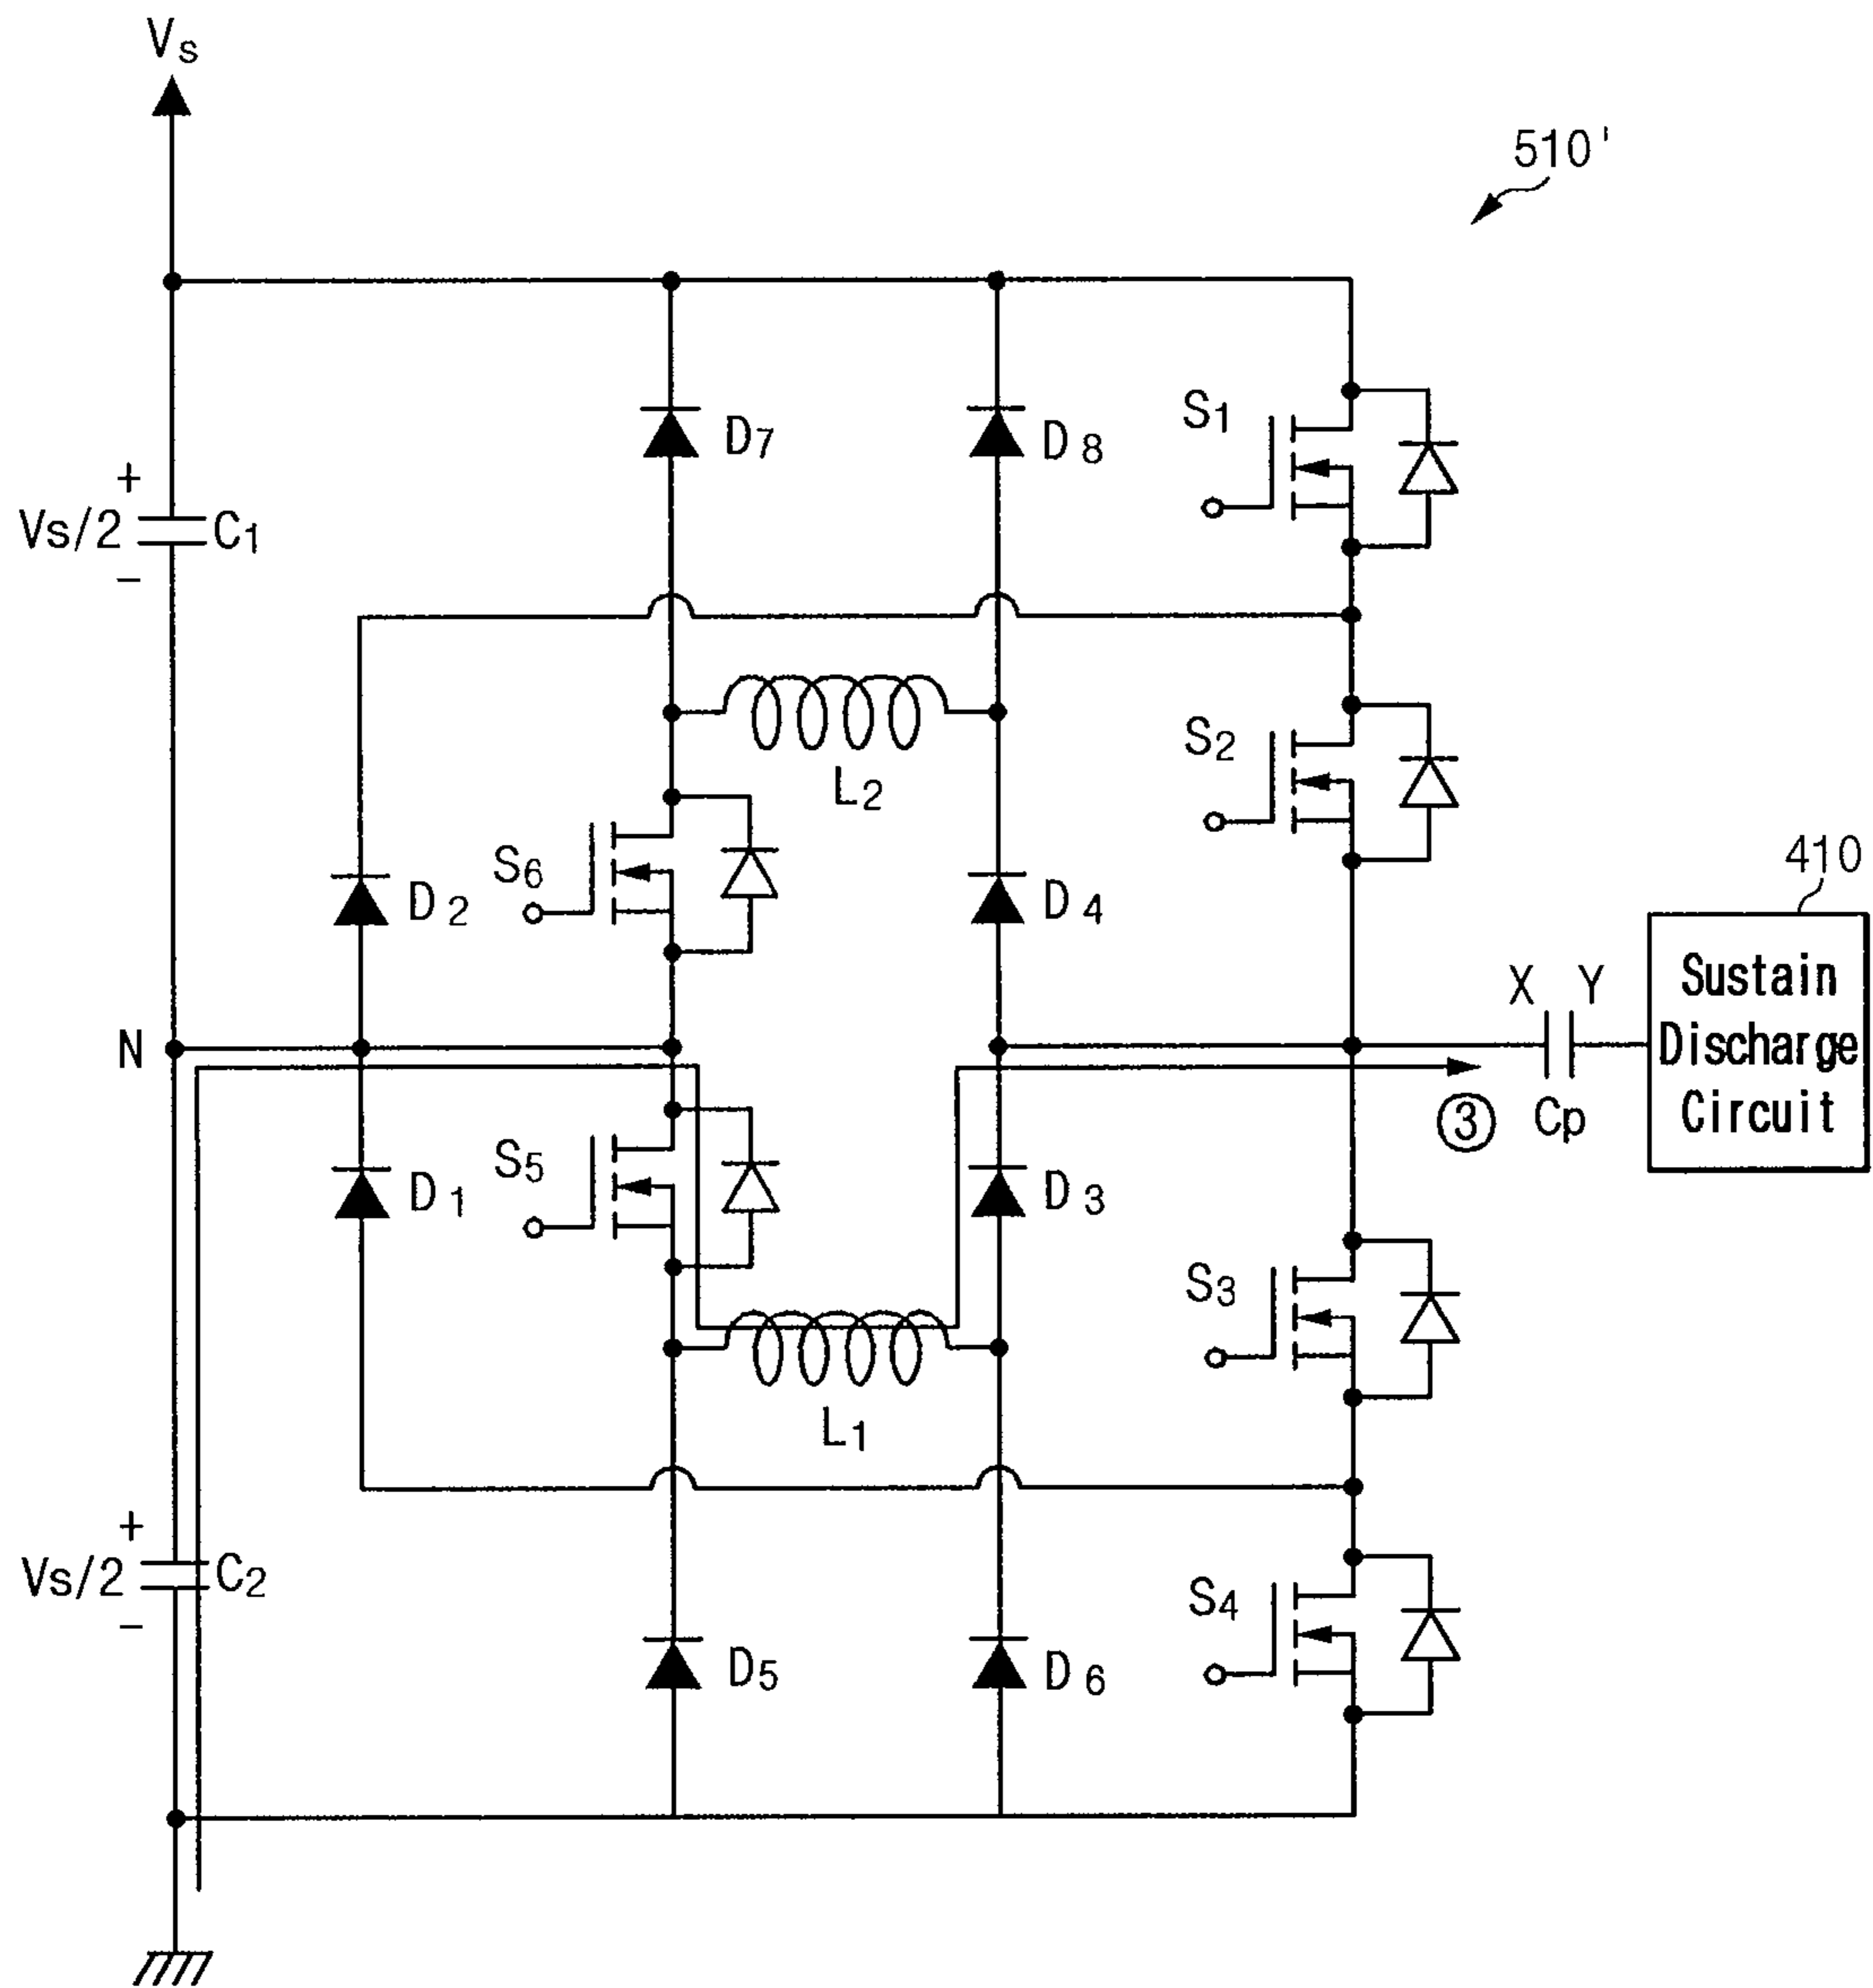 Vs
510'
S1
D7
D8
+
Vs/2
C1
−
S2
L2
S6
410
D2
D4
Sustain
Discharge
Circuit
X
Y
N
③
Cp
S5
D1
D3
S3
L1
+
Vs/2
C2
−
S4
D5
D6